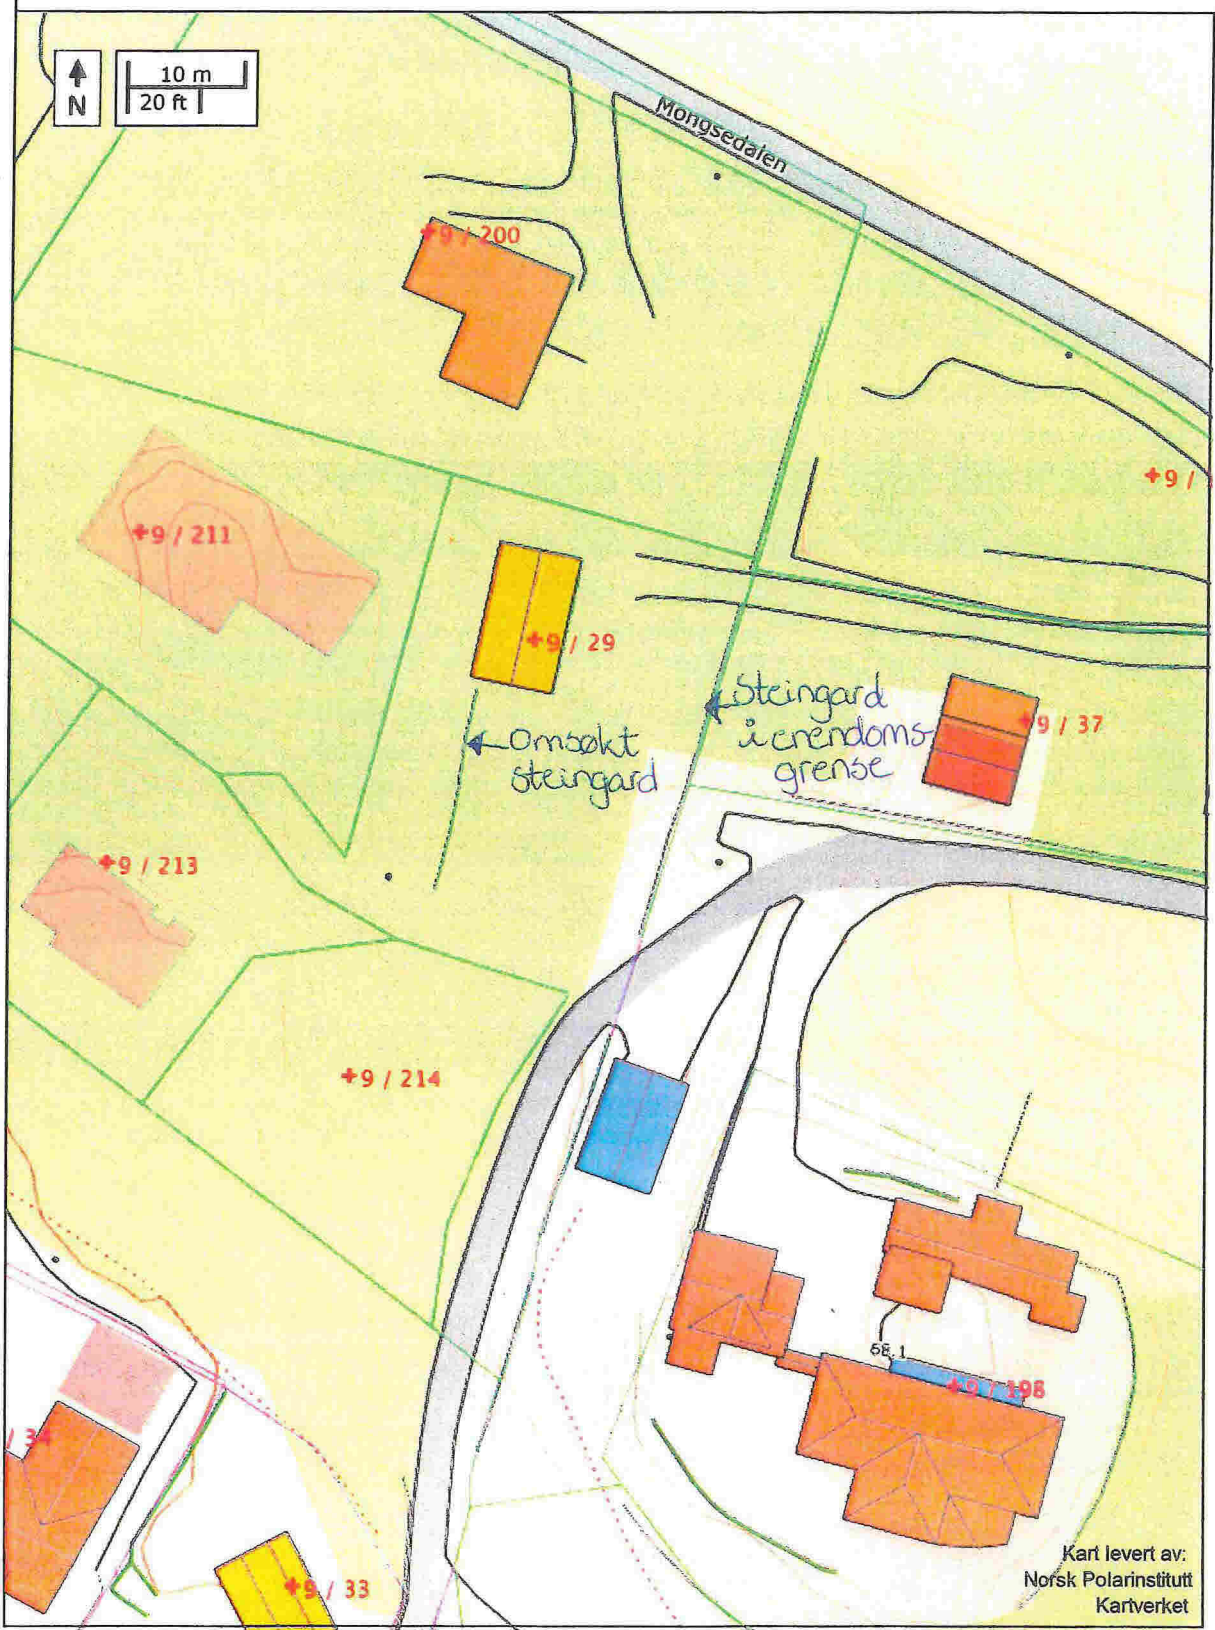 10 m
N
20 ft
Mongsedalen
+9 / 200
+9 /
+9 / 211
+9 / 29
Steingard
i enendoms-
grense
+9 / 37
Omsøkt
steingard
+9 / 213
+9 / 214
68.1
+9 / 198
/ 34
+9 / 33
Kart levert av:
Norsk Polarinstitutt
Kartverket